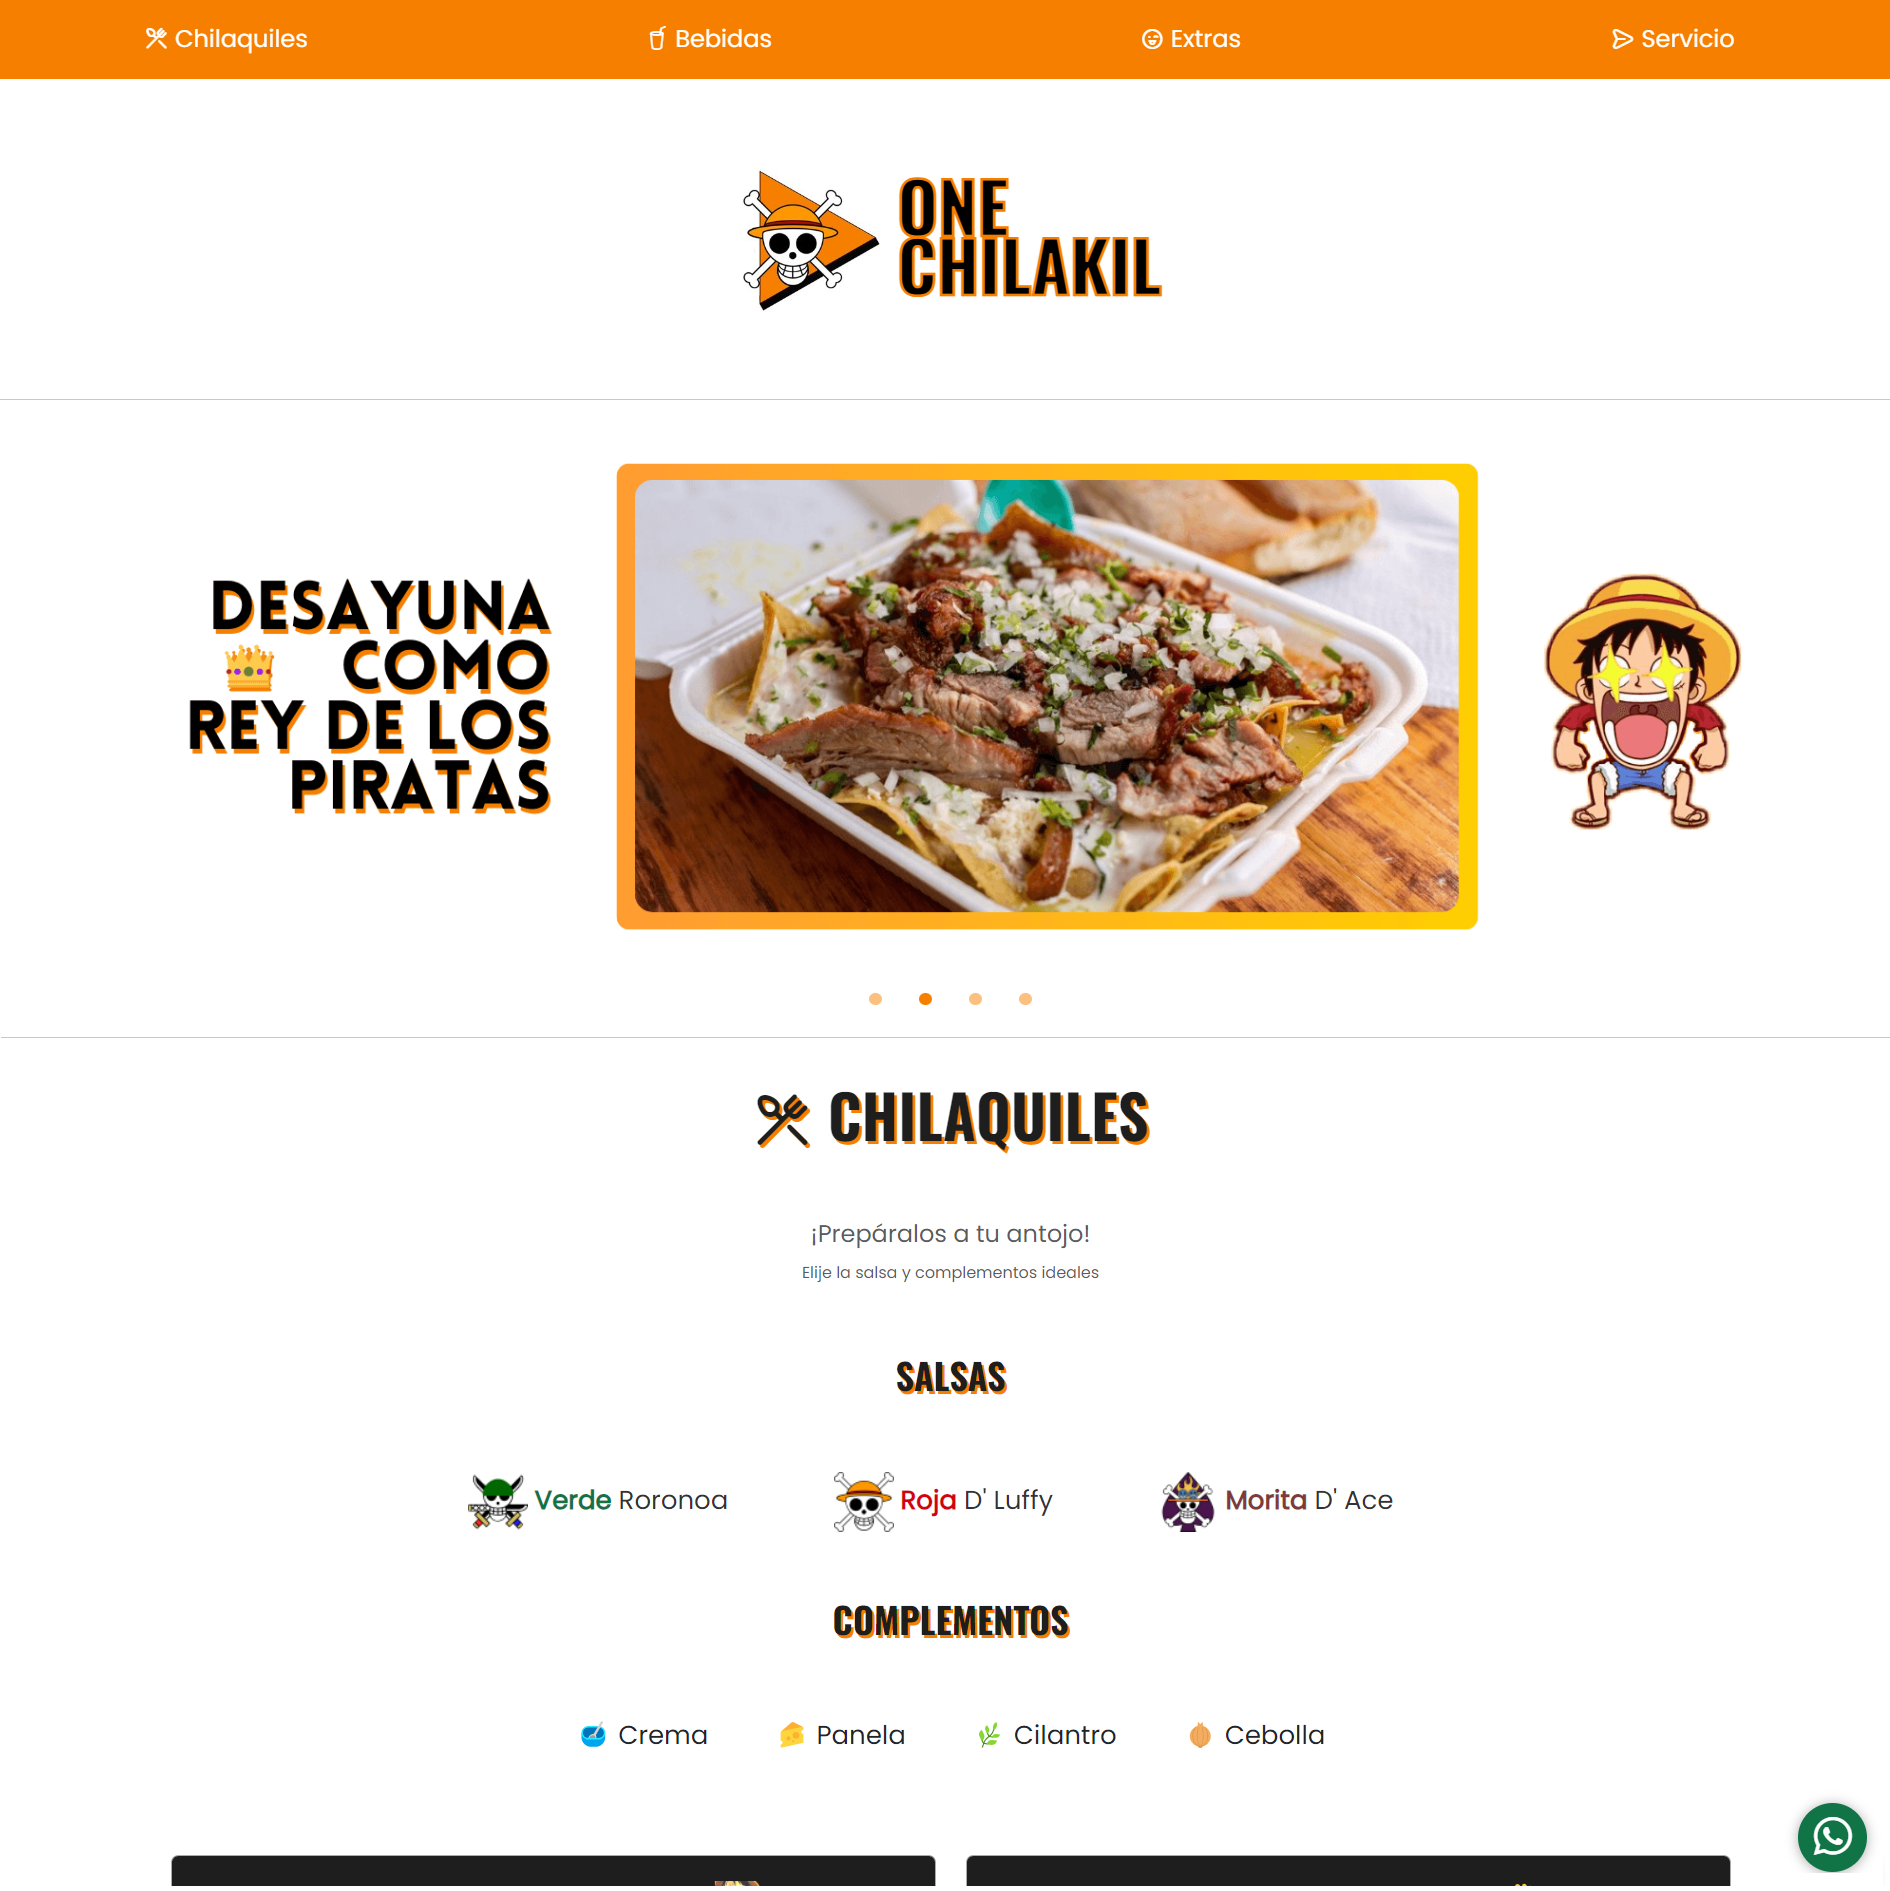 Chilaquiles
Bebidas
Extras
Servicio
ONE
CHILAKIL
DESAYUNA
COMO
REY DE LOS
PIRATAS
CHILAQUILES
¡Prepáralos a tu antojo!
Elije la salsa y complementos ideales
SALSAS
Verde Roronoa
Roja D' Luffy
Morita D' Ace
COMPLEMENTOS
Crema
Panela
Cilantro
Cebolla